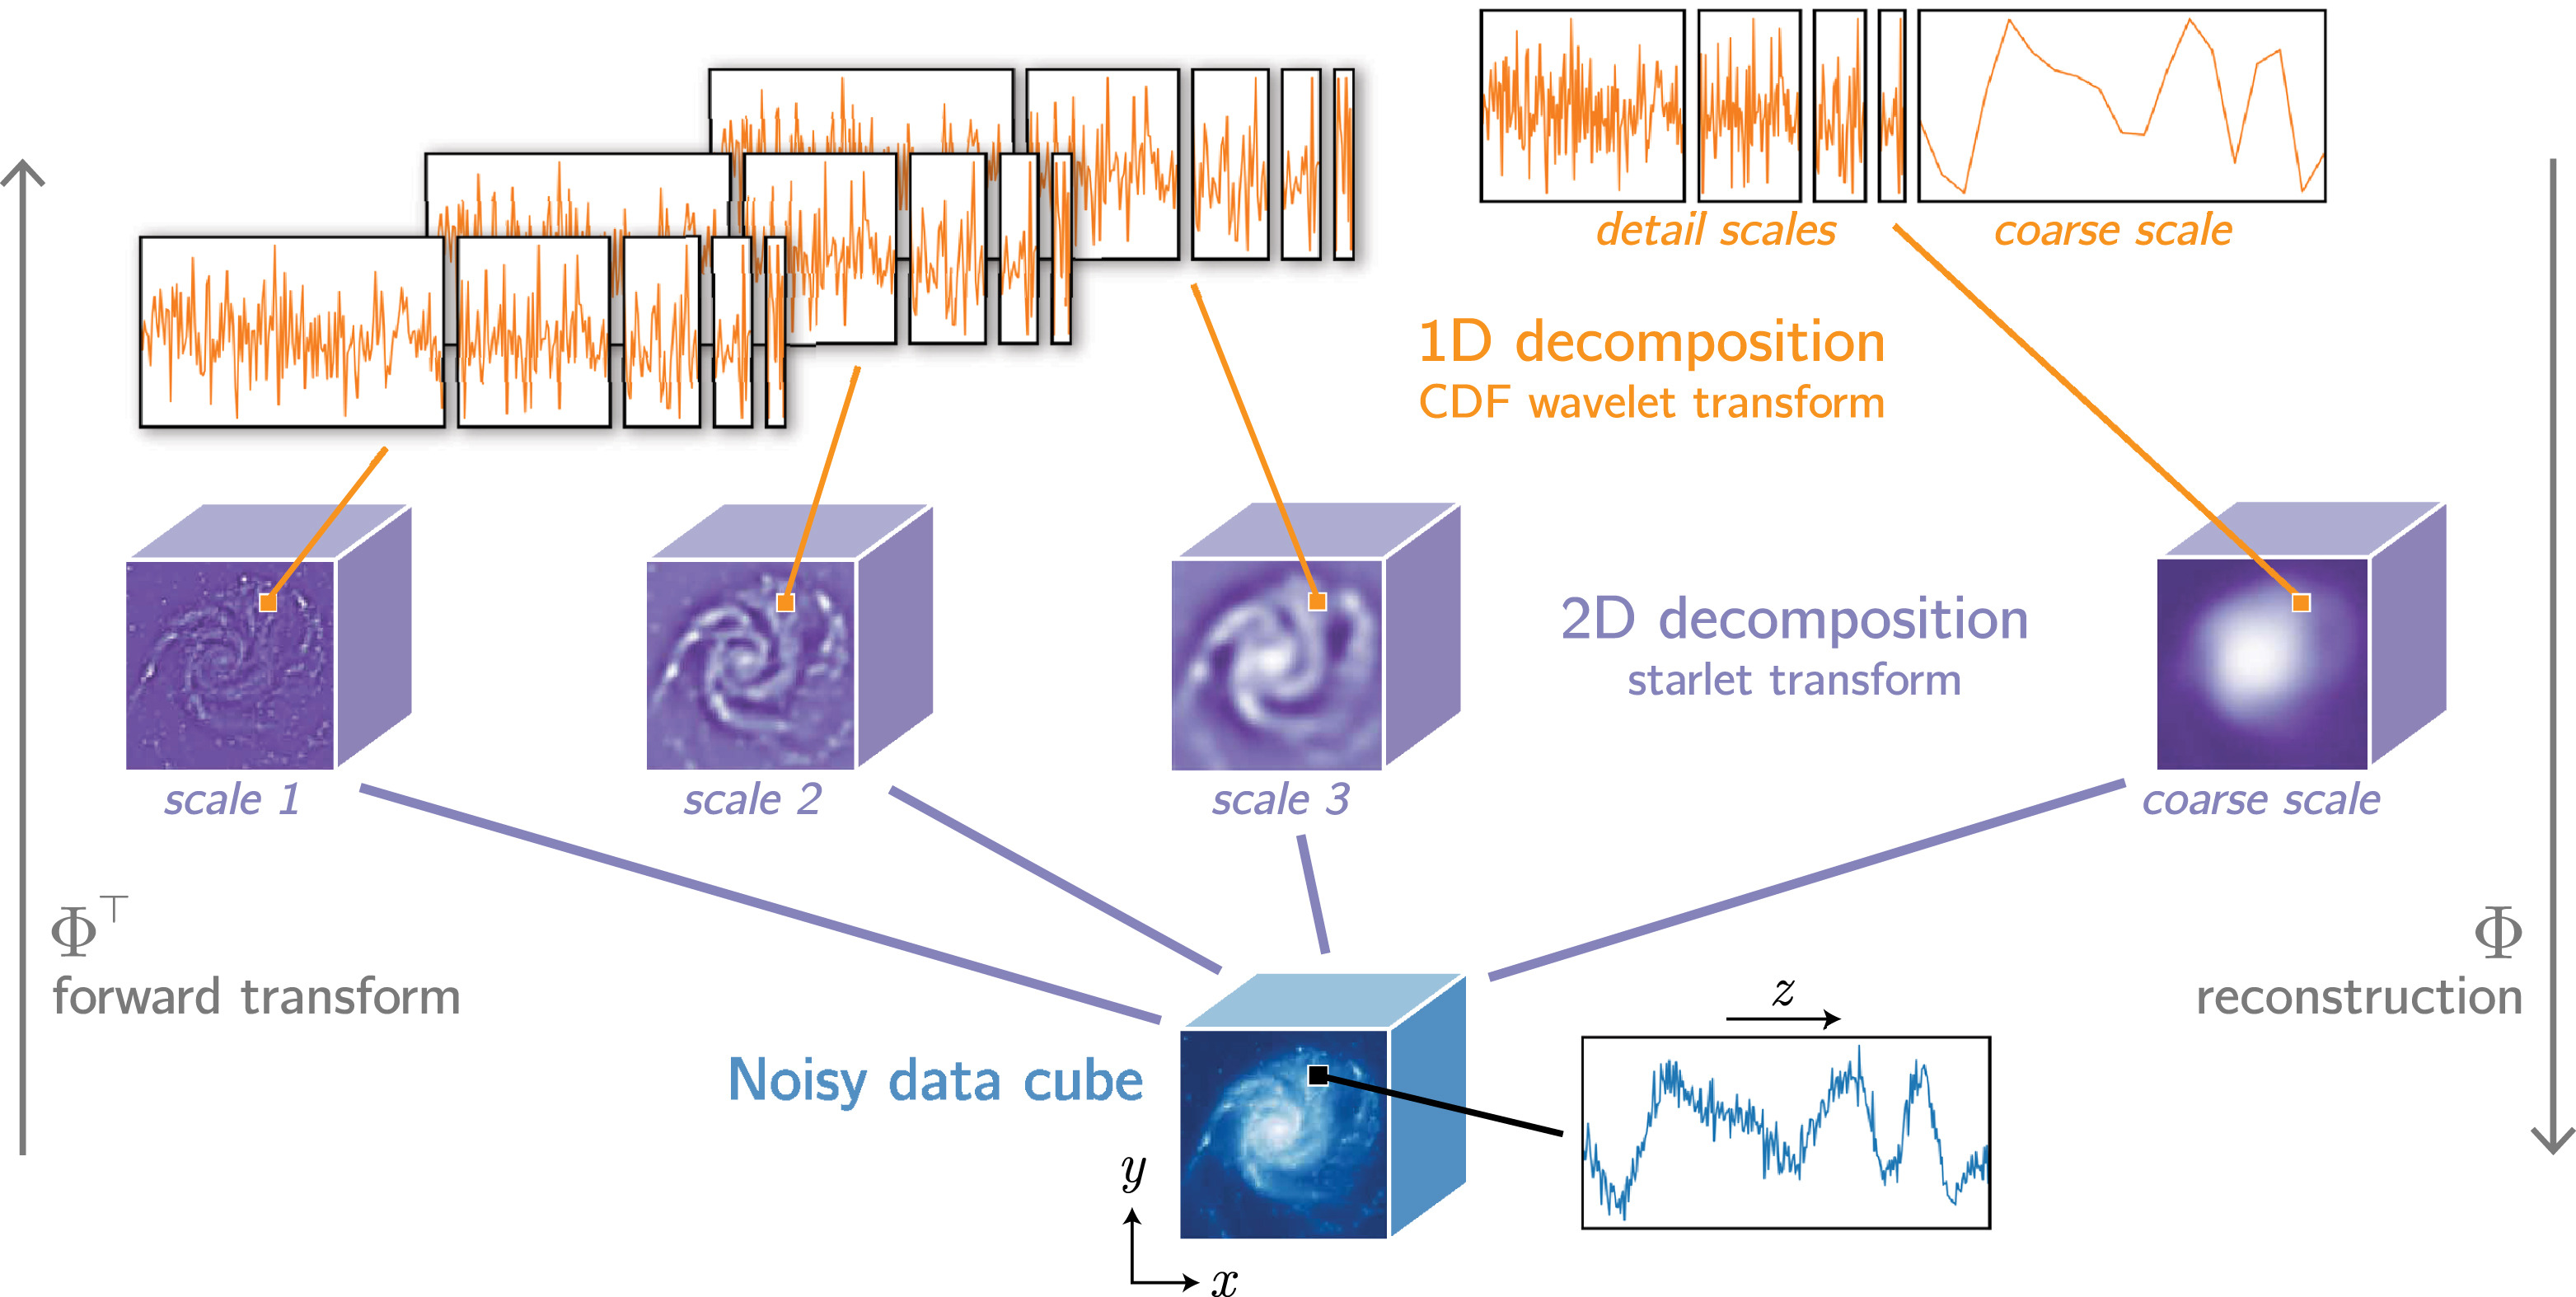 detail scales
coarse scale
1D decomposition
CDF wavelet transform
2D decomposition
starlet transform
scale 1
scale 2
scale 3
coarse scale
Φ⊤
forward transform
Φ
reconstruction
z
Noisy data cube
y
x